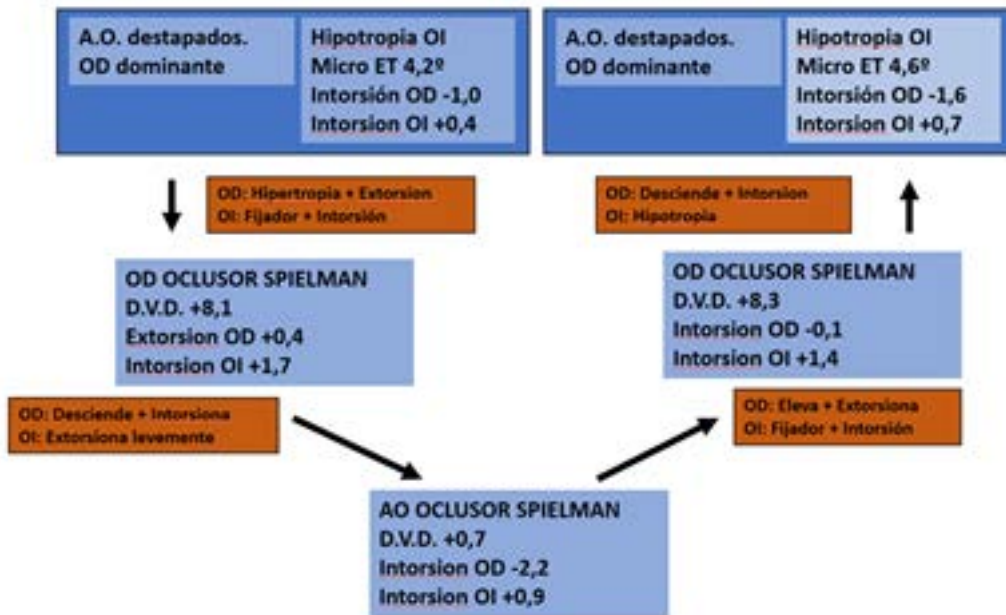 A.O. destapados.
OD dominante
Hipotropia OI
Micro ET 4,2º
Intorsión OD -1,0
Intorsion OI +0,4
A.O. destapados.
OD dominante
Hipotropia OI
Micro ET 4,6º
Intorsión OD -1,6
Intorsion OI +0,7
OD: Hipertropia + Extorsion
OI: Fijador + Intorsión
OD: Desciende + Intorsion
OI: Hipotropia
OD OCLUSOR SPIELMAN
D.V.D. +8,1
Extorsion OD +0,4
Intorsion OI +1,7
OD OCLUSOR SPIELMAN
D.V.D. +8,3
Intorsion OD -0,1
Intorsion OI +1,4
OD: Desciende + Intorsiona
OI: Extorsiona levemente
OD: Eleva + Extorsiona
OI: Fijador + Intorsión
AO OCLUSOR SPIELMAN
D.V.D. +0,7
Intorsion OD -2,2
Intorsion OI +0,9